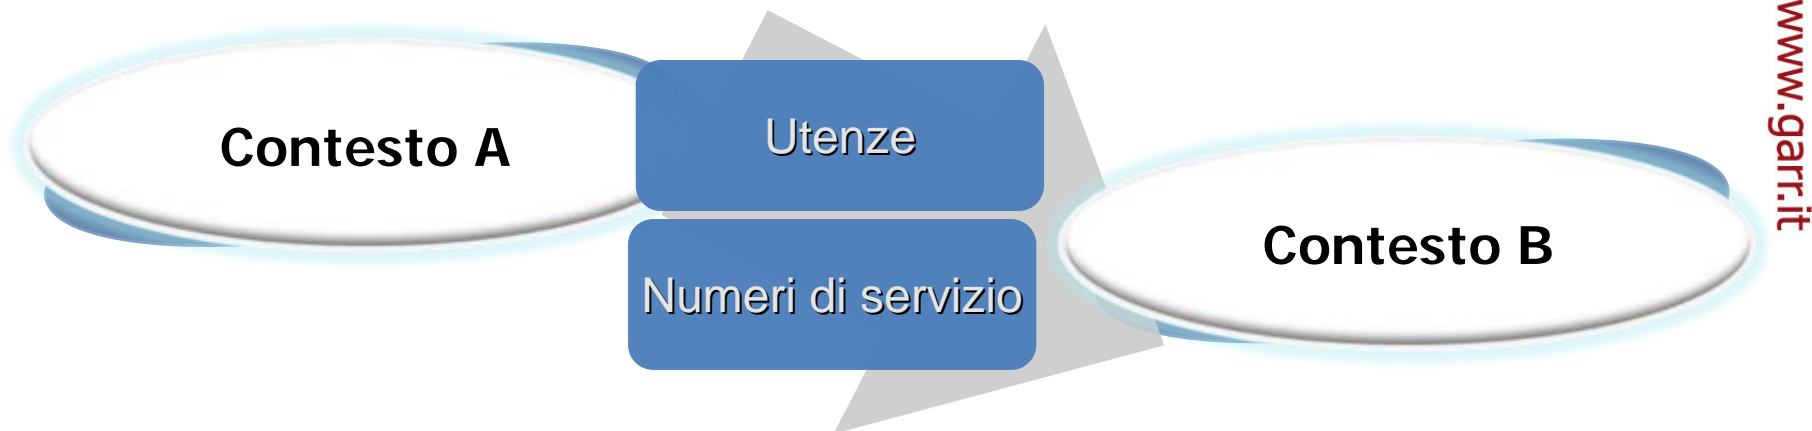 Contesto A
Utenze
Numeri di servizio
Contesto B
www.garr.it